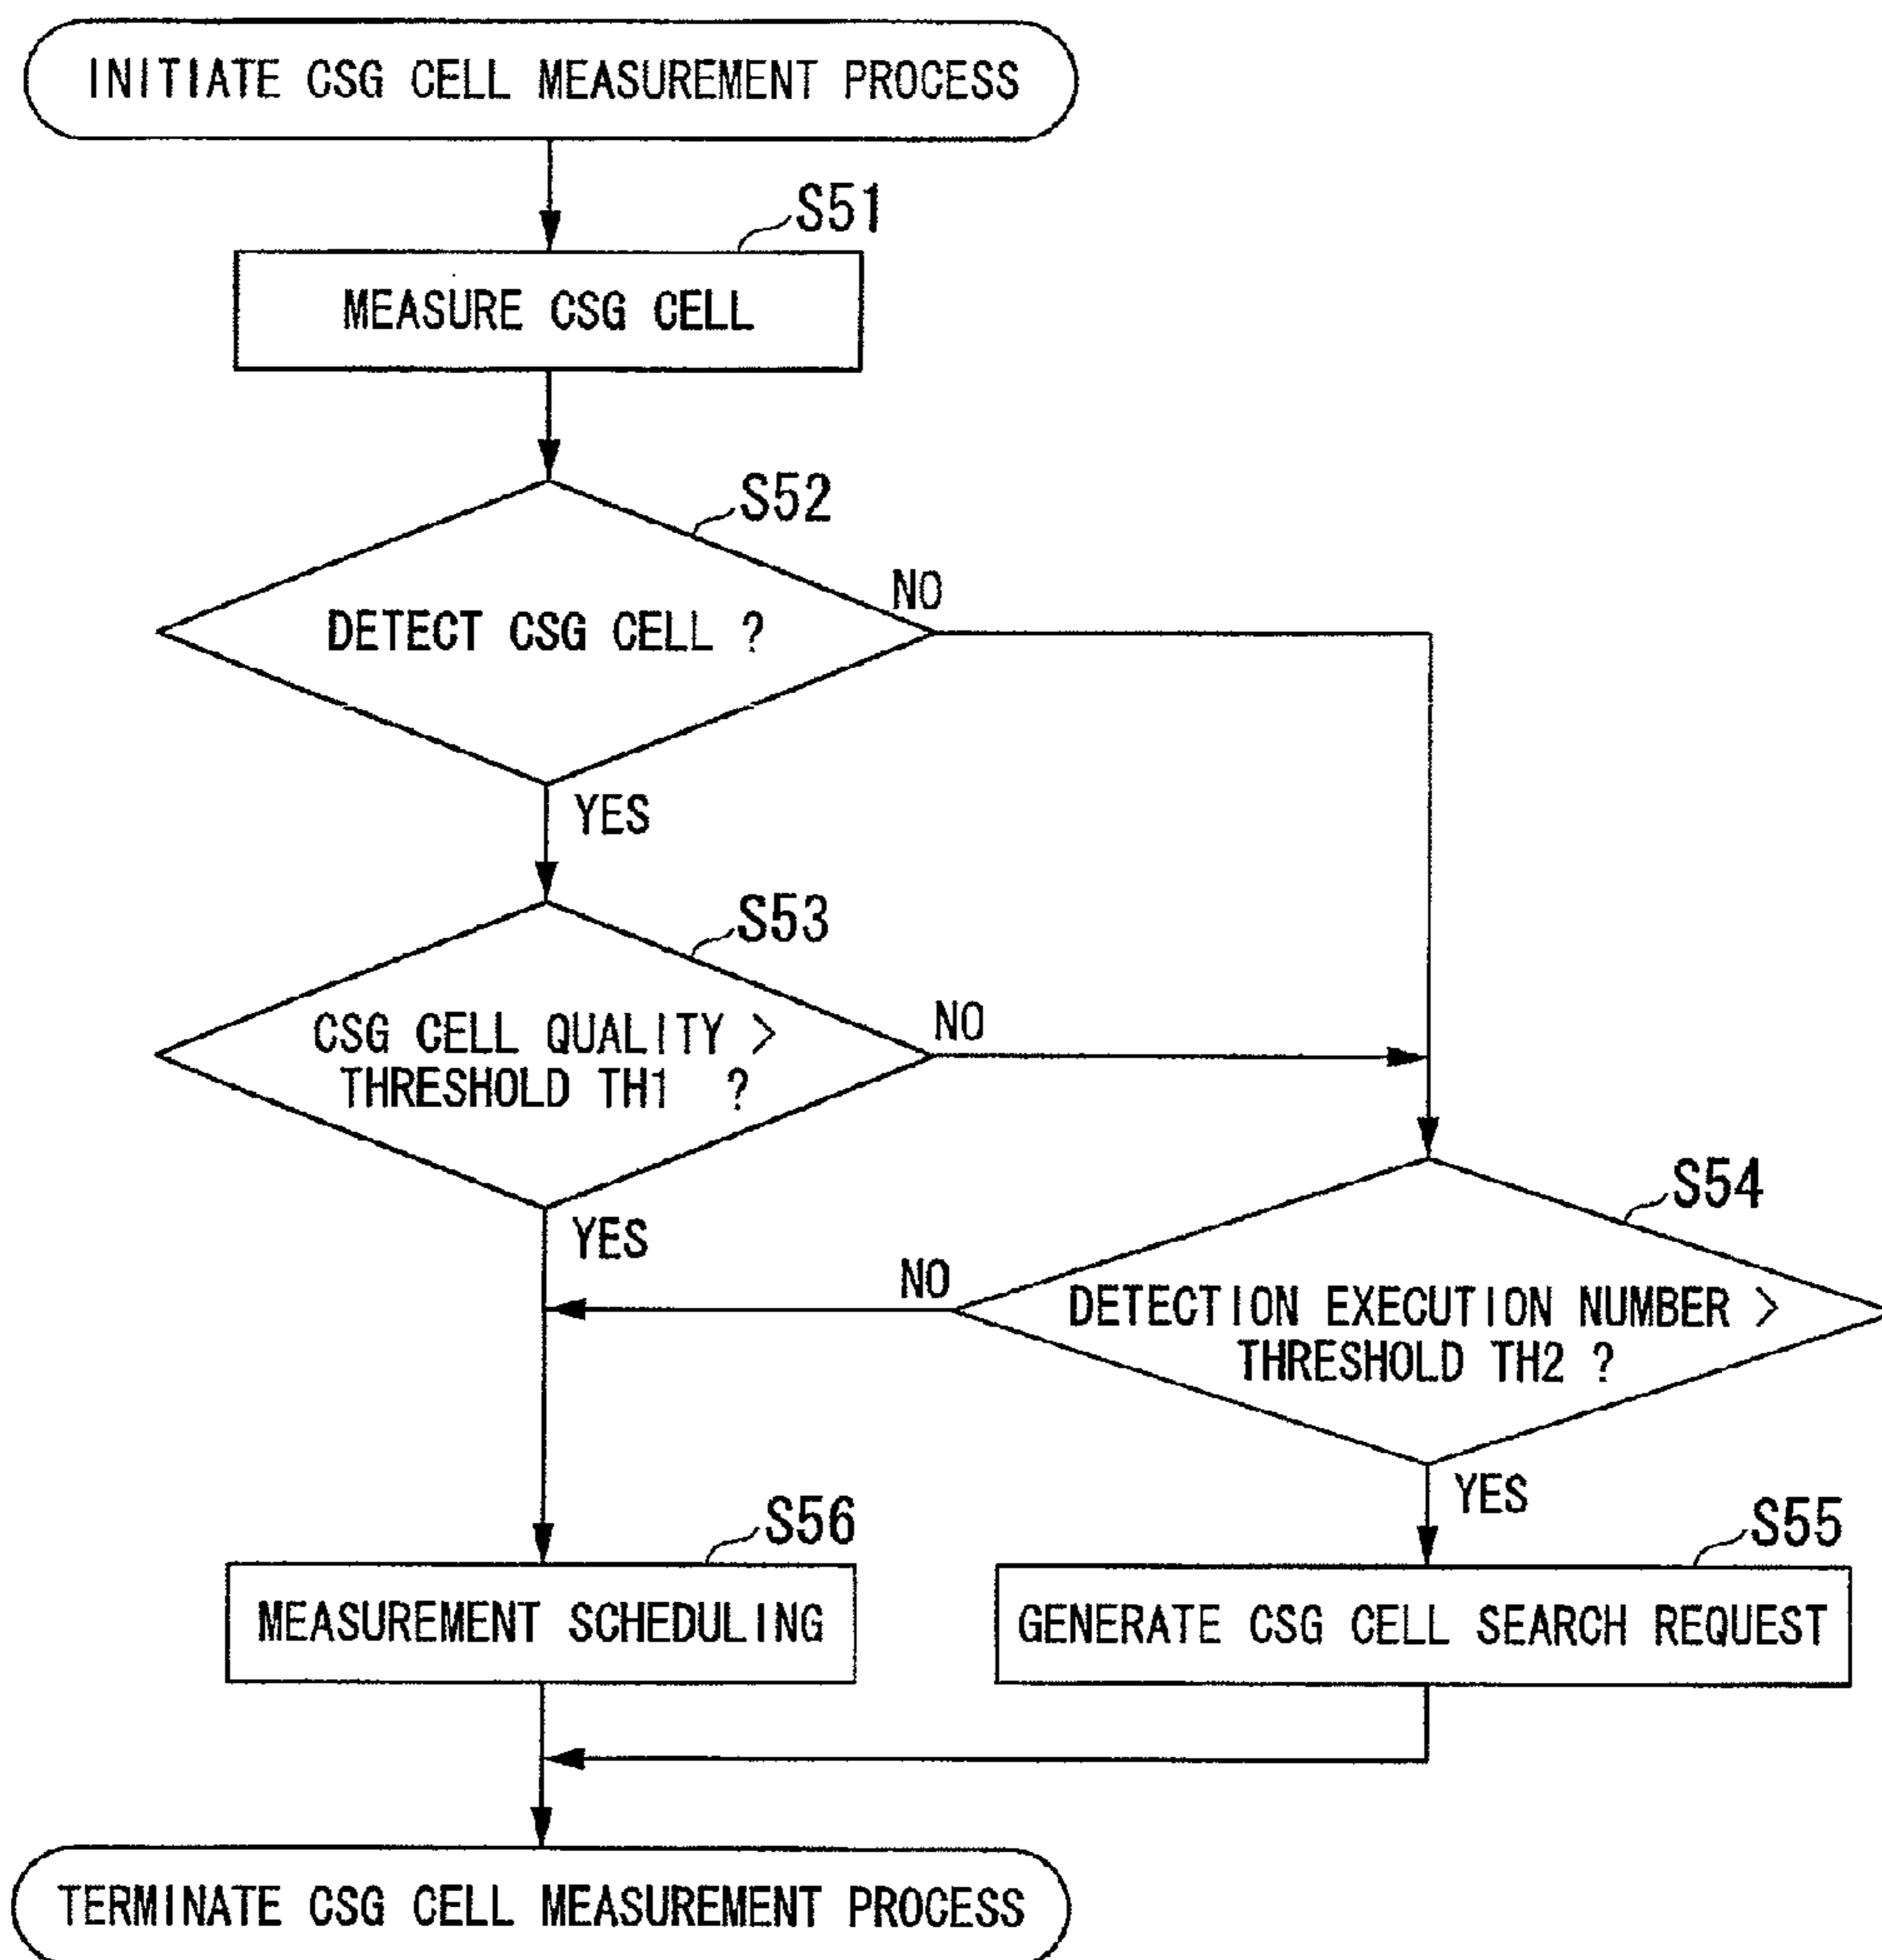 INITIATE CSG CELL MEASUREMENT PROCESS
S51
MEASURE CSG CELL
S52
DETECT CSG CELL ?
NO
YES
S53
CSG CELL QUALITY >
THRESHOLD TH1 ?
NO
YES
S54
DETECTION EXECUTION NUMBER >
THRESHOLD TH2 ?
NO
YES
S56
MEASUREMENT SCHEDULING
S55
GENERATE CSG CELL SEARCH REQUEST
TERMINATE CSG CELL MEASUREMENT PROCESS